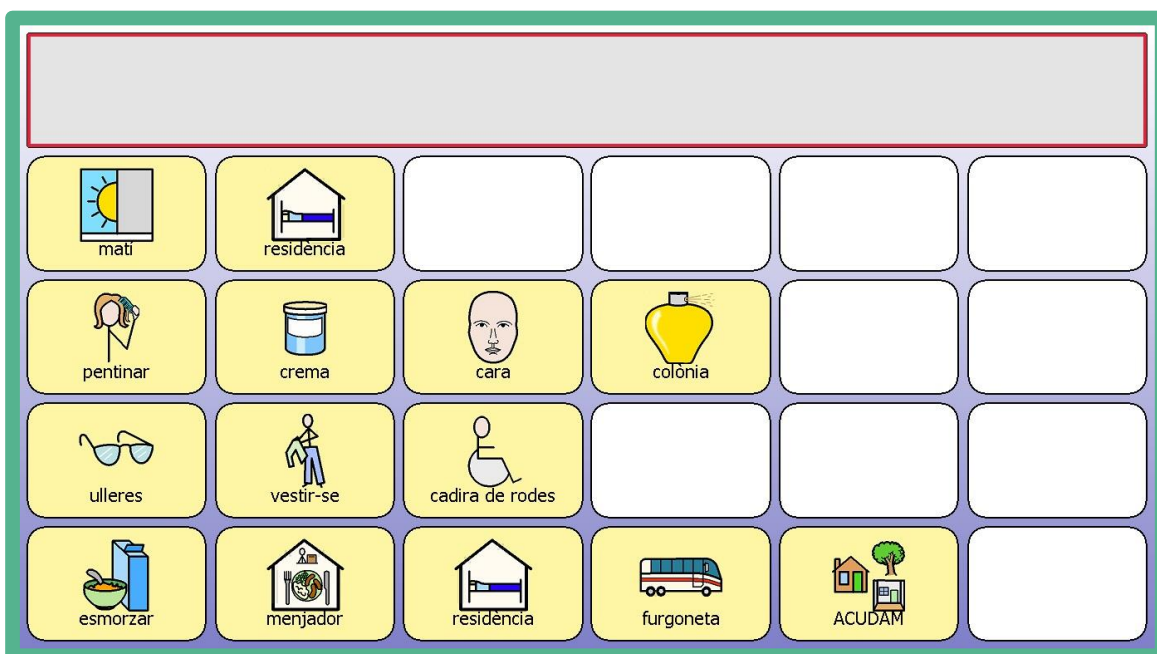 matí
residència
pentinar
crema
cara
colònia
ulleres
vestir-se
cadira de rodes
esmorzar
menjador
residència
furgoneta
ACUDAM